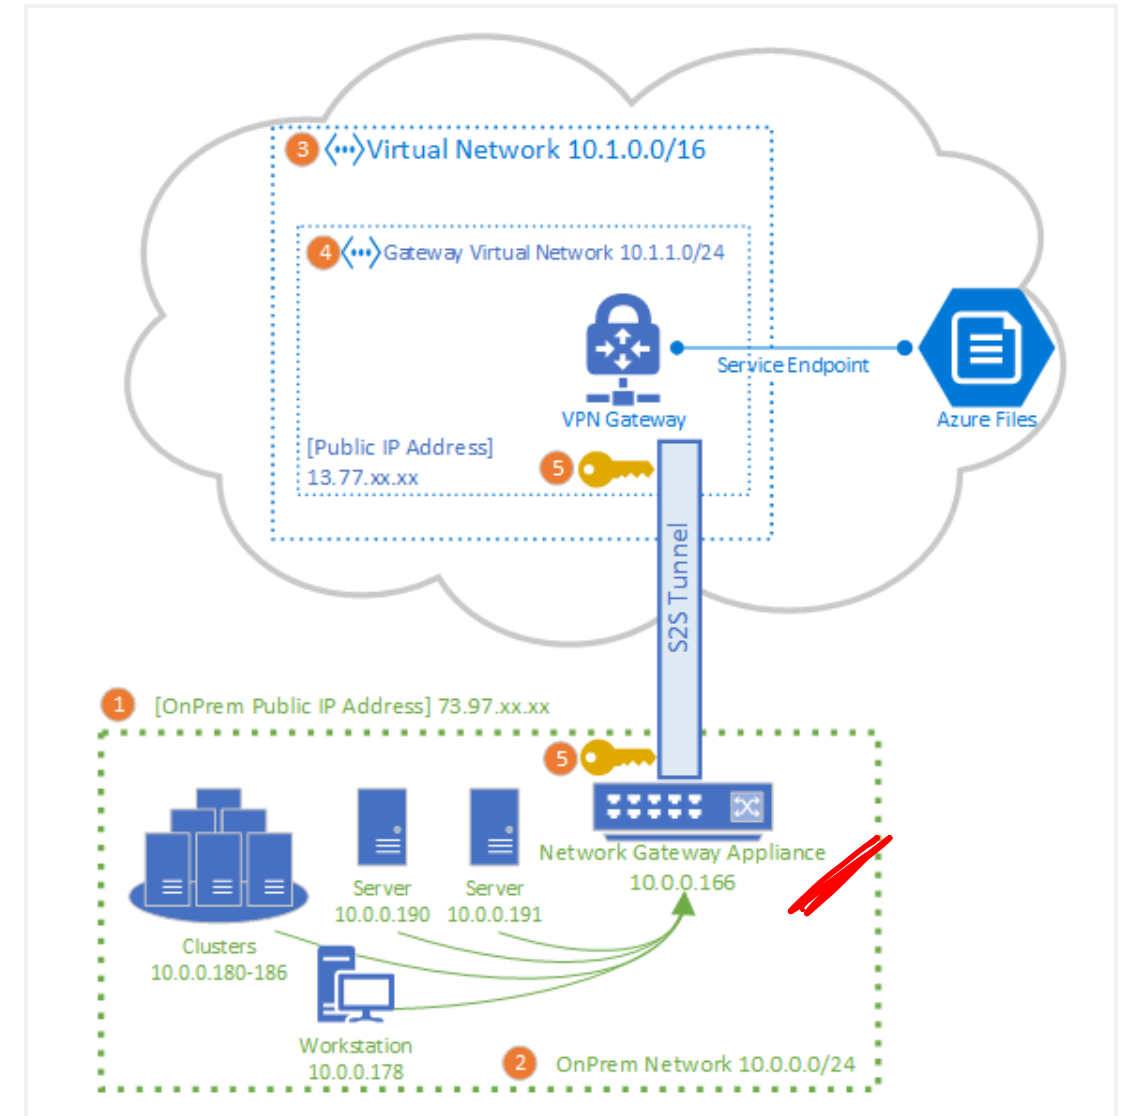 3 Virtual Network 10.1.0.0/16
4 Gateway Virtual Network 10.1.1.0/24
Service Endpoint
VPN Gateway
Azure Files
[Public IP Address]
13.77.xx.xx
5
S2S Tunnel
1 [OnPrem Public IP Address] 73.97.xx.xx
5
Network Gateway Appliance
10.0.0.166
Server
10.0.0.190
Server
10.0.0.191
Clusters
10.0.0.180-186
Workstation
10.0.0.178
2 OnPrem Network 10.0.0.0/24